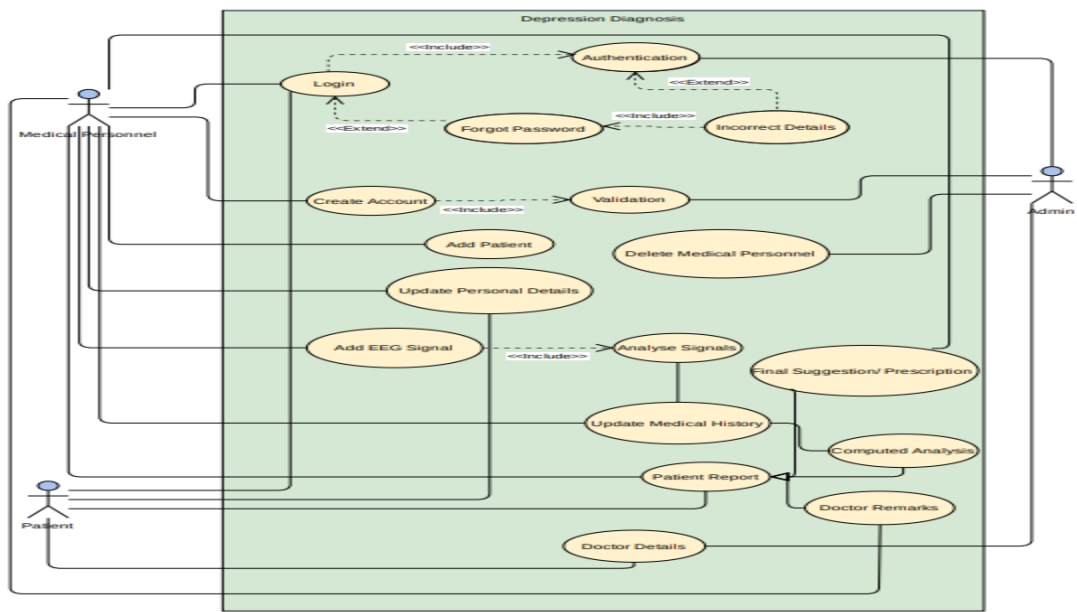 Depression Diagnosis
<<Include>>
Authentication
Login
<<Extend>>
<<Include>>
<<Extend>>
Forgot Password
Incorrect Details
Medical Personnel
Create Account
<<Include>>
Validation
Admin
Add Patient
Delete Medical Personnel
Update Personal Details
Add EEG Signal
<<Include>>
Analyse Signals
Final Suggestion/ Prescription
Update Medical History
Computed Analysis
Patient Report
Doctor Remarks
Patient
Doctor Details